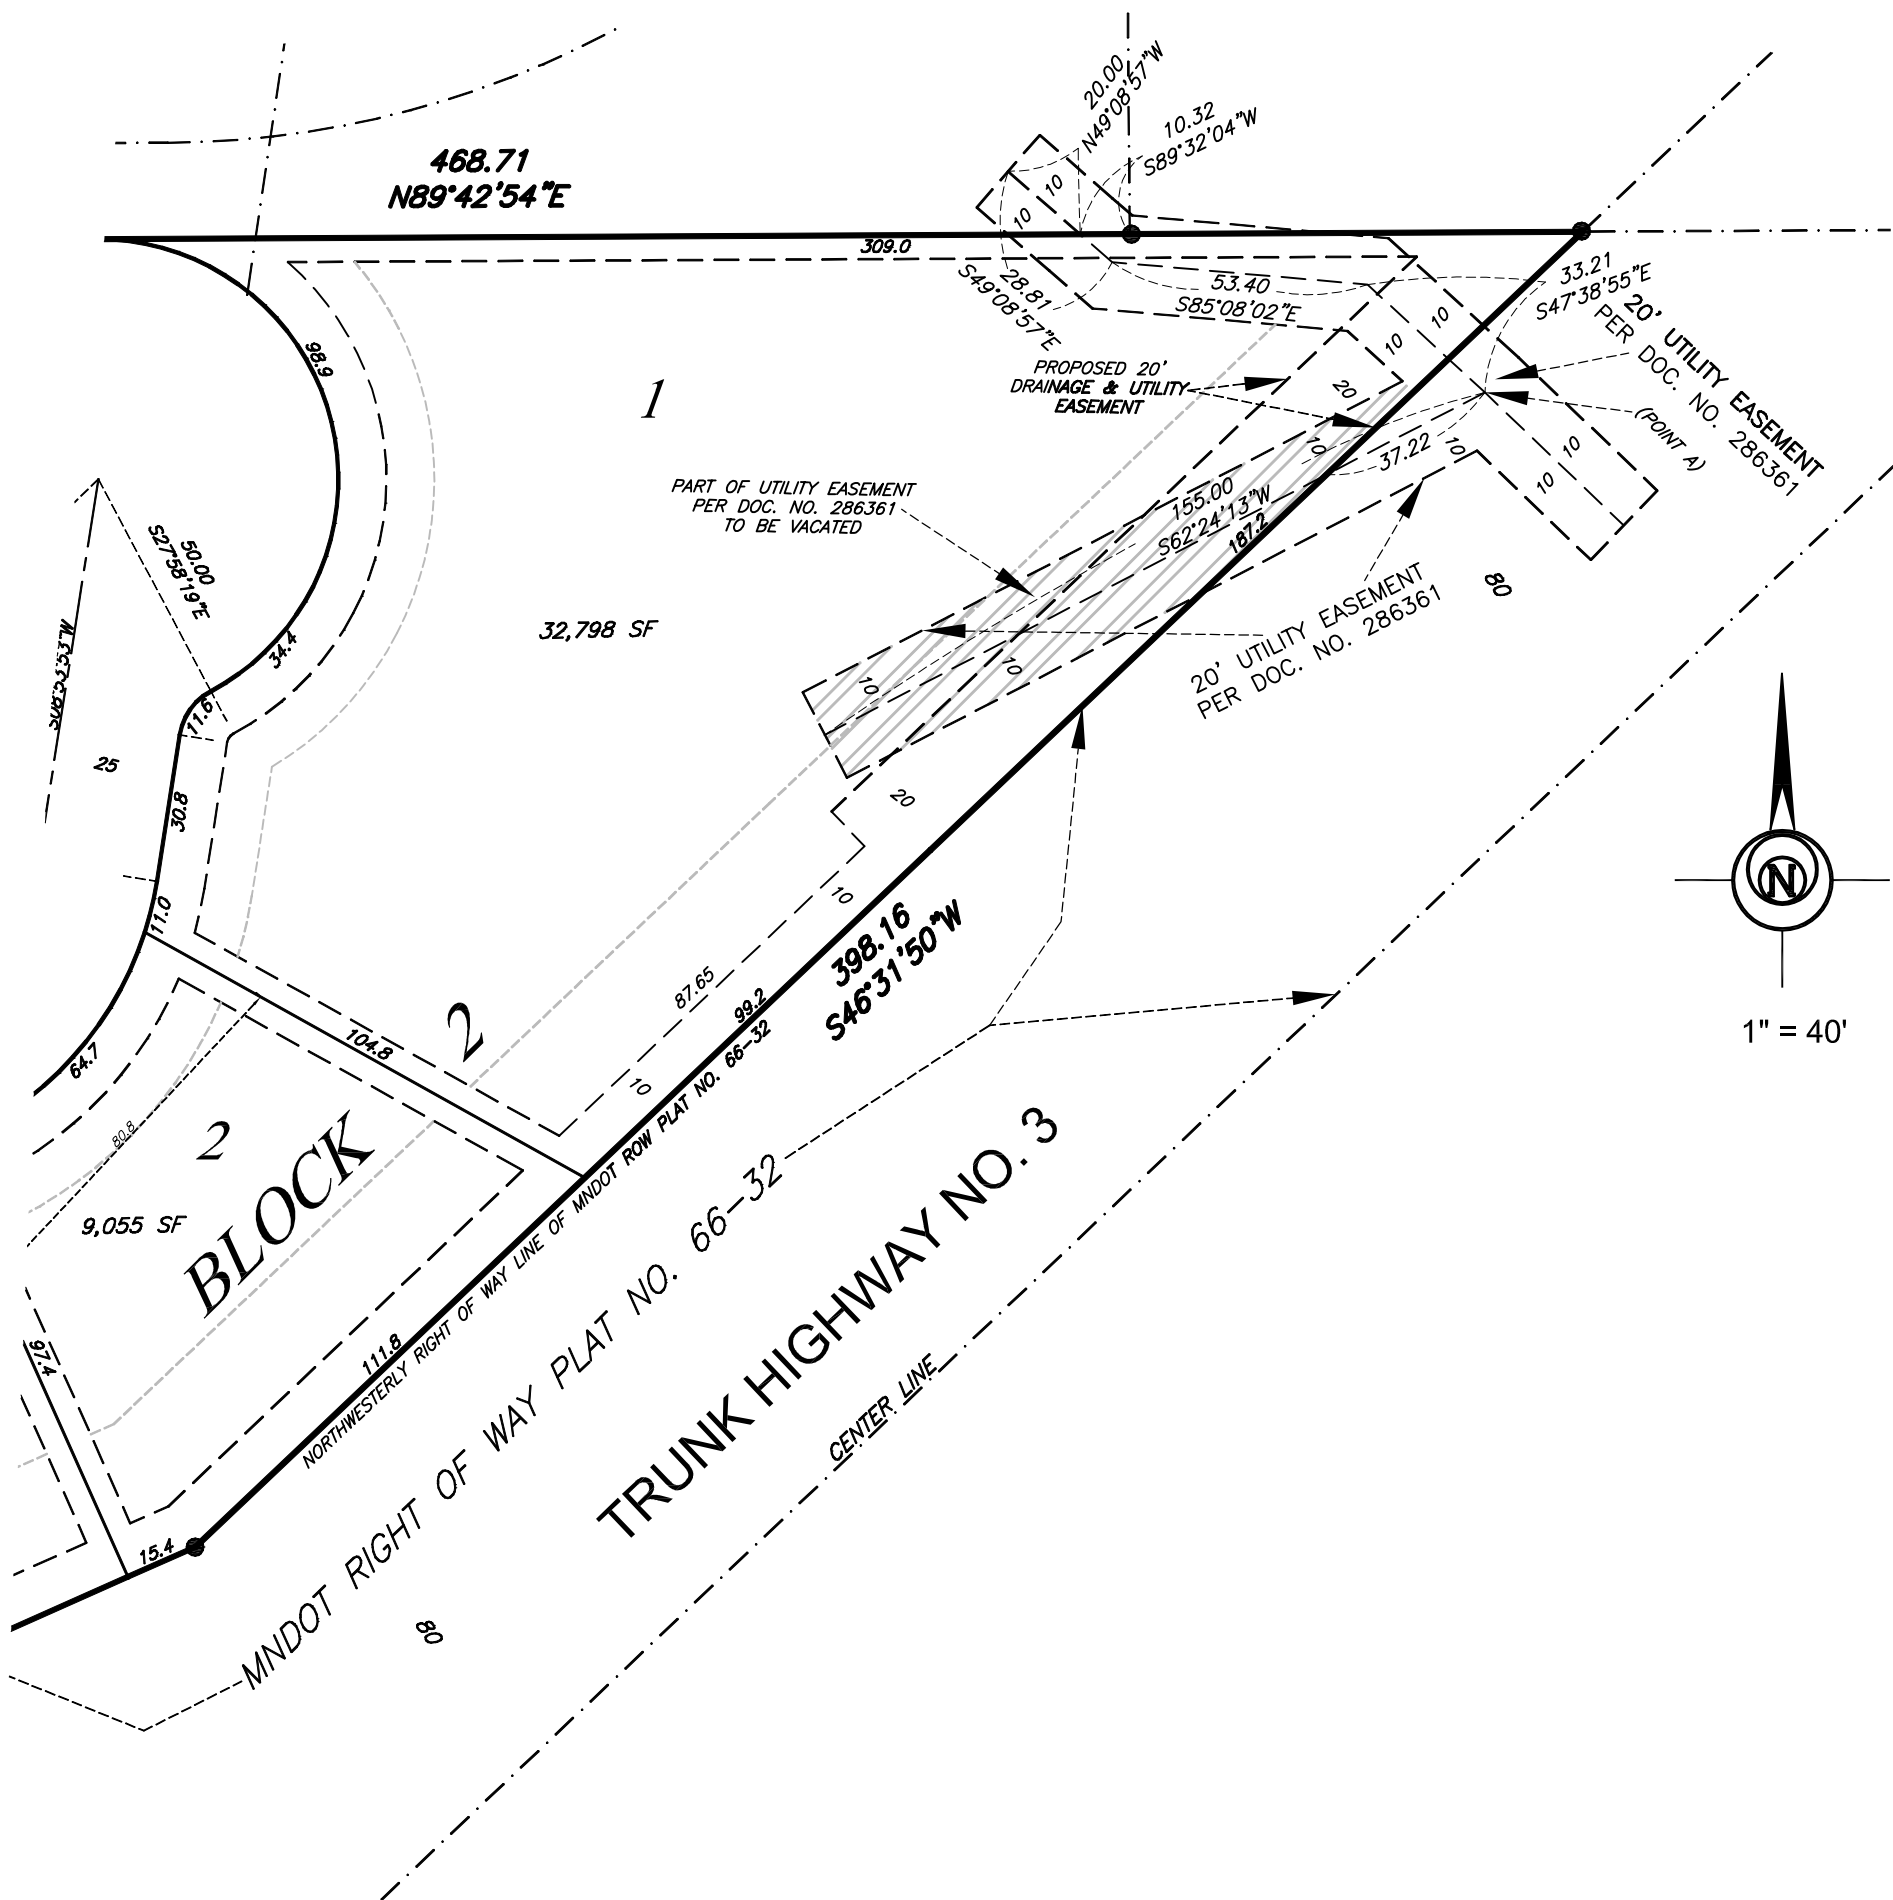 20.00
N49°08'57"W
10.32
S89°32'04"W
468.71
N89°42'54"E
10
10
309.0
28.81
S49°08'57"E
53.40
S85°08'02"E
33.21
S47°38'55"E
20' UTILITY EASEMENT
PER DOC. NO. 286361
10
10
98.9
1
PROPOSED 20'
DRAINAGE & UTILITY
EASEMENT
20
(POINT A)
10
37.22
10
10
10
PART OF UTILITY EASEMENT
PER DOC. NO. 286361
TO BE VACATED
155.00
S62°24'13"W
187.2
50.00
S27°58'19"E
80
20' UTILITY EASEMENT
PER DOC. NO. 286361
32,798 SF
34.4
S08°53'53"W
10
10
11.6
25
30.8
20
10
11.0
398.16
S46°31'50"W
N
87.65
99.2
1" = 40'
104.8
2
64.7
10
80.8
2
9,055 SF
BLOCK
NORTHWESTERLY RIGHT OF WAY LINE OF MNDOT ROW PLAT NO. 66-32
97.4
111.8
MNDOT RIGHT OF WAY PLAT NO. 66-32
TRUNK HIGHWAY NO. 3
CENTER LINE
15.4
80